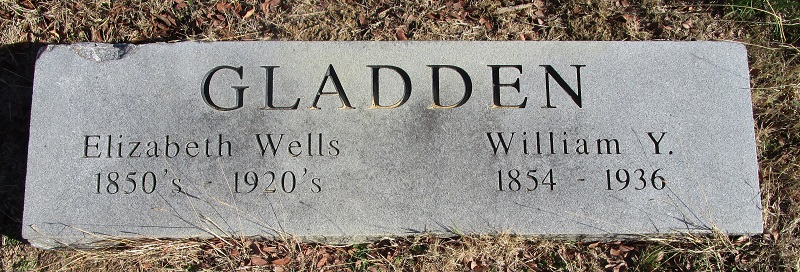 GLADDEN
Elizabeth Wells
1850's - 1920's
William Y.
1854 - 1936